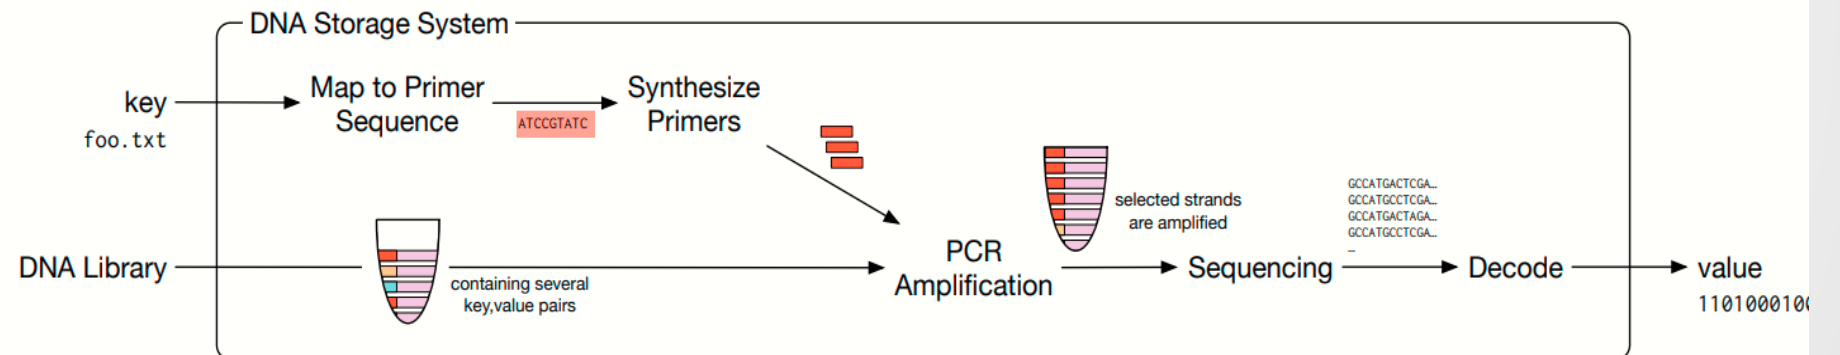 DNA Storage System
key
foo.txt
Map to Primer
Sequence
ATCCGTATC
Synthesize
Primers
DNA Library
containing several
key,value pairs
PCR
Amplification
selected strands
are amplified
Sequencing
GCCATGACTCGA…
GCCATGCCTCGA…
GCCATGACTAGA…
GCCATGCCTCGA…
…
Decode
value
110100010